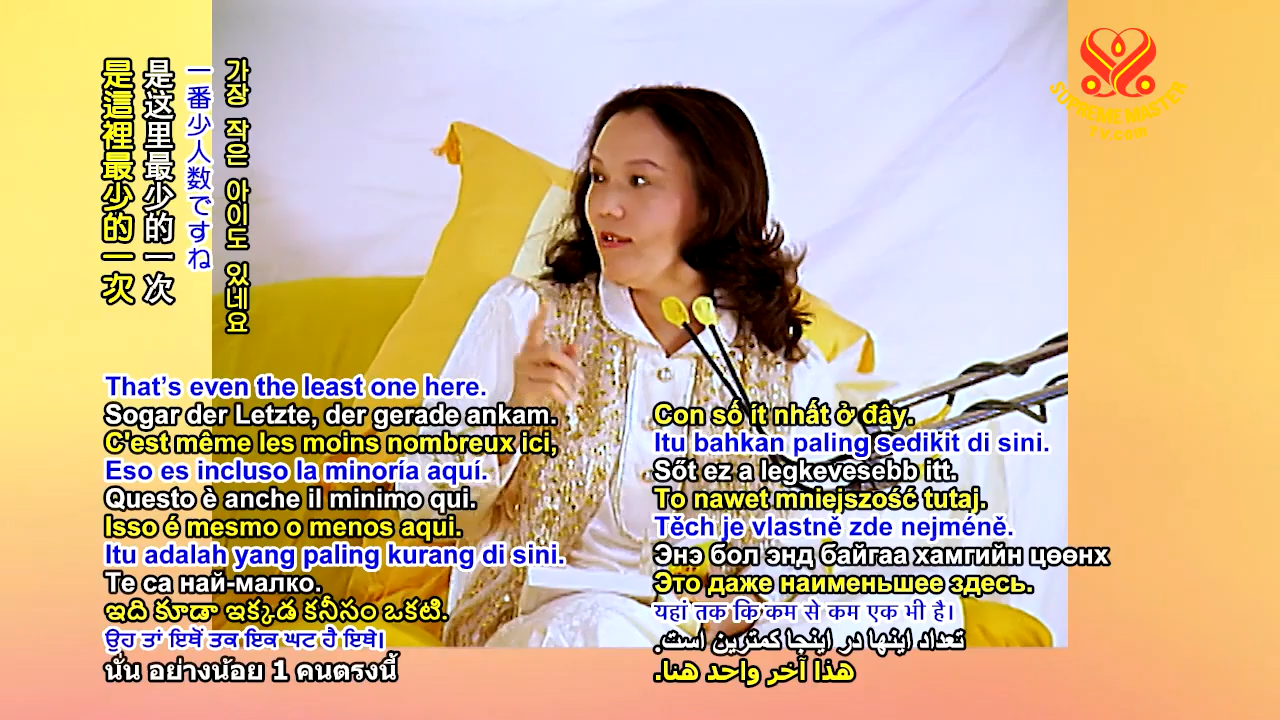 是這裡最少的一次
是这里最少的一次
一番少人数ですね
가장 작은 아이도 있네요
SUPREME MASTER
TV.com
That's even the least one here.
Sogar der Letzte, der gerade ankam.
C'est même les moins nombreux ici,
Eso es incluso la minoría aquí.
Questo è anche il minimo qui.
Isso é mesmo o menos aqui.
Itu adalah yang paling kurang di sini.
Те са най-малко.
ఇది కూడా ఇక్కడ కనీసం ఒకటి.
ਉਹ ਤਾਂ ਇਥੋਂ ਤਕ ਇਕ ਘਟ ਹੈ ਇਥੇ।
นั่น อย่างน้อย 1 คนตรงนี้
Con số ít nhất ở đây.
Itu bahkan paling sedikit di sini.
Sőt ez a legkevesebb itt.
To nawet mniejszość tutaj.
Těch je vlastně zde nejméně.
Энэ бол энд байгаа хамгийн цөөнх
Это даже наименьшее здесь.
यहां तक कि कम से कम एक भी है।
تعداد اینها در اینجا کمترین است.
هذا آخر واحد هنا.